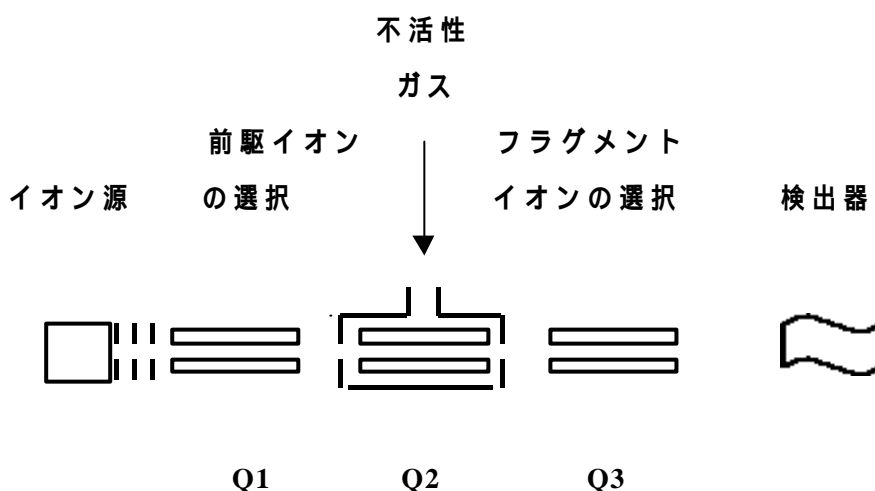 不活性
ガス
前駆イオン
の選択
フラグメント
イオンの選択
イオン源
検出器
Q1
Q2
Q3